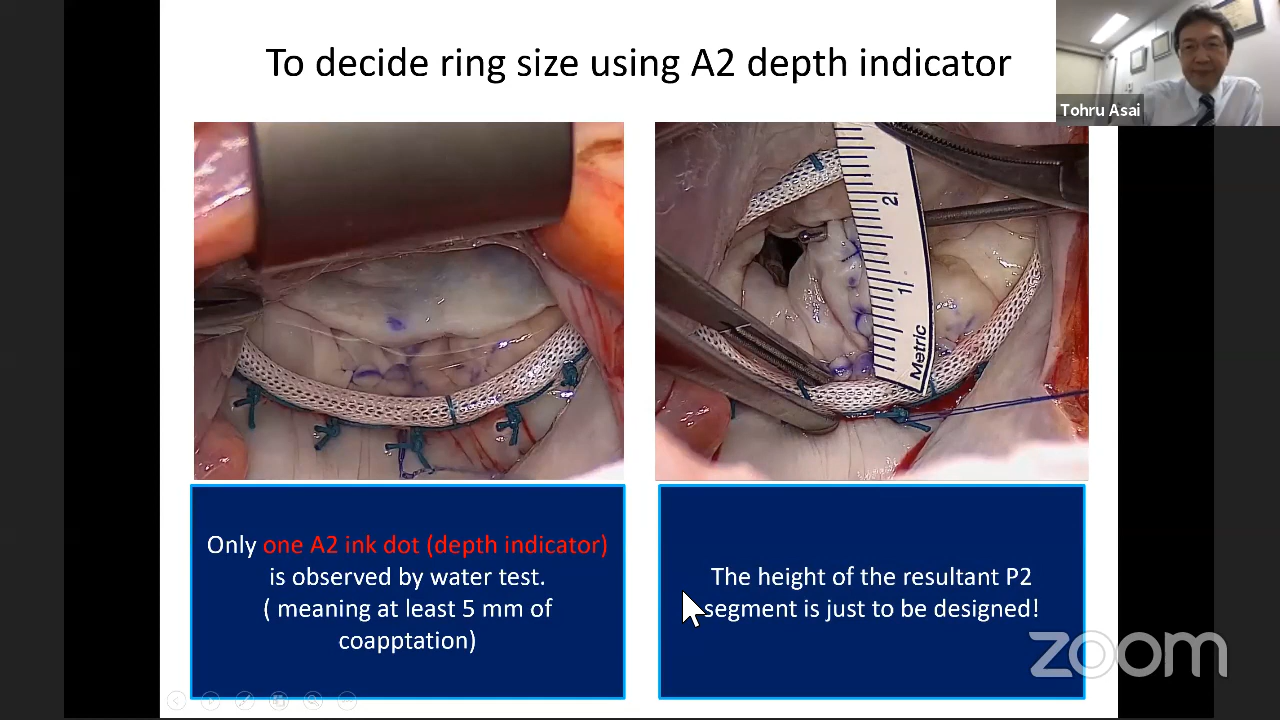 To decide ring size using A2 depth indicator
Tohru Asai
2
1
Metric
Only one A2 ink dot (depth indicator)
is observed by water test.
( meaning at least 5 mm of
coapptation)
The height of the resultant P2
segment is just to be designed!
zoom